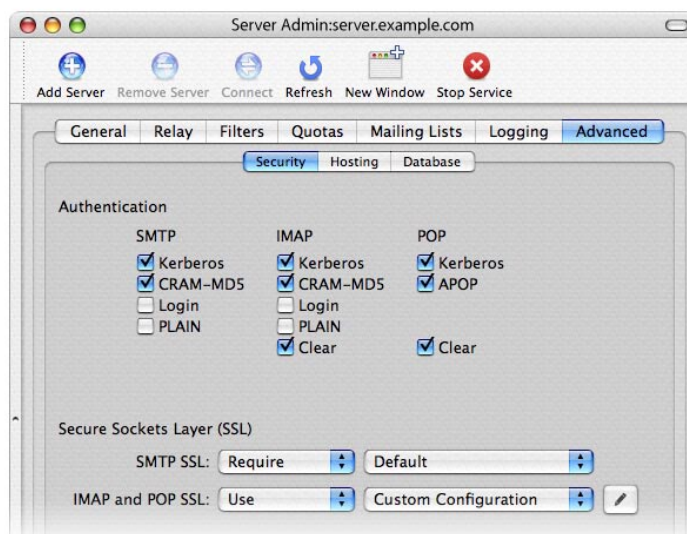 Server Admin:server.example.com
Add Server Remove Server Connect Refresh New Window Stop Service
General Relay Filters Quotas Mailing Lists Logging Advanced
Security Hosting Database
Authentication
SMTP IMAP POP
Kerberos Kerberos Kerberos
CRAM-MD5 CRAM-MD5 APOP
Login Login
PLAIN PLAIN
Clear Clear
Secure Sockets Layer (SSL)
SMTP SSL: Require Default
IMAP and POP SSL: Use Custom Configuration